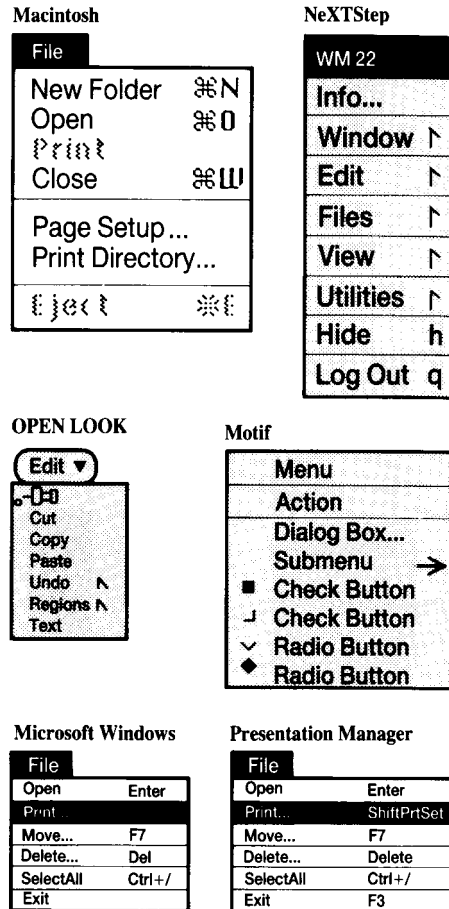 Macintosh
File
New Folder ⌘N
Open ⌘O
Print
Close ⌘W
Page Setup...
Print Directory...
Eject ⌘E
NeXTStep
WM 22
Info...
Window
Edit
Files
View
Utilities
Hide h
Log Out q
OPEN LOOK
Edit ▼
Cut
Copy
Paste
Undo
Regions
Text
Motif
Menu
Action
Dialog Box...
Submenu →
Check Button
Check Button
Radio Button
Radio Button
Microsoft Windows
File
Open Enter
Print...
Move... F7
Delete... Del
SelectAll Ctrl+/
Exit
Presentation Manager
File
Open Enter
Print... ShiftPrtSet
Move... F7
Delete... Delete
SelectAll Ctrl+/
Exit F3